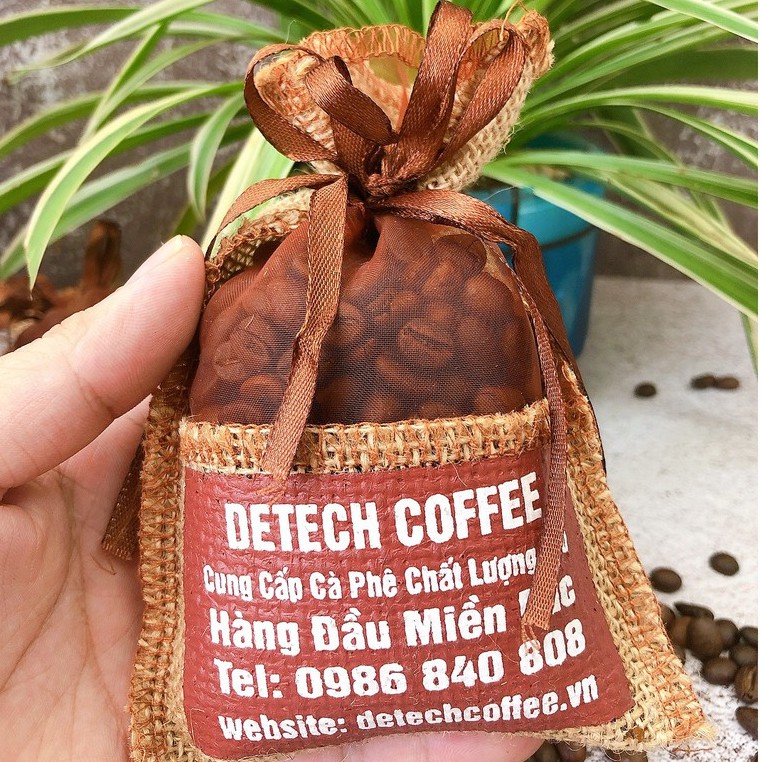 DETECH COFFEE
Cung Cấp Cà Phê Chất Lượng
Hàng Đầu Miền
Tel: 0986 840 808
website: detechcoffee.vn